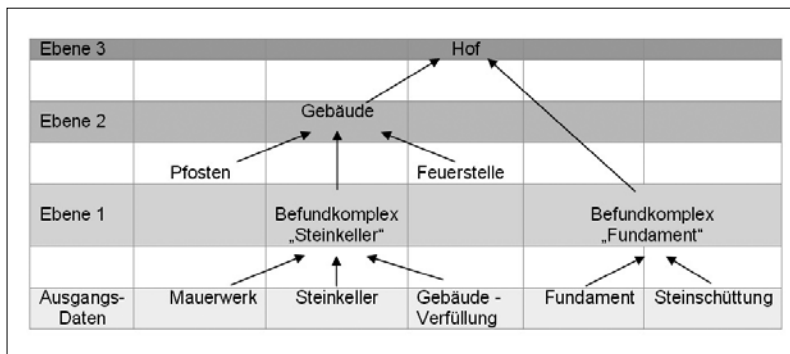 Ebene 3 Hof
Ebene 2 Gebäude
Pfosten Feuerstelle
Ebene 1 Befundkomplex Befundkomplex
„Steinkeller“ „Fundament“
Ausgangs- Mauerwerk Steinkeller Gebäude - Fundament Steinschüttung
Daten Verfüllung